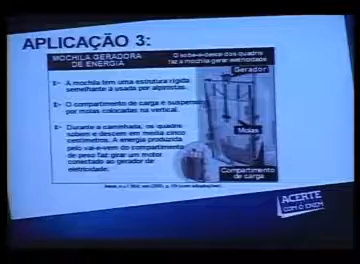 APLICAÇÃO 3:
MOCHILA GERADORA
DE ENERGIA
O sobe-e-desce dos quadris
faz a mochila gerar eletricidade
Gerador
A mochila tem uma estrutura rígida
semelhante à usada por alpinistas.
O compartimento de carga é suspenso
por molas colocadas na vertical.
Durante a caminhada, os quadris
sobem e descem em média cinco
centímetros. A energia produzida
pelo vai-e-vem do compartimento
de peso faz girar um motor
conectado ao gerador de
eletricidade.
Molas
Compartimento
de carga
ACERTE
COM O ENEM